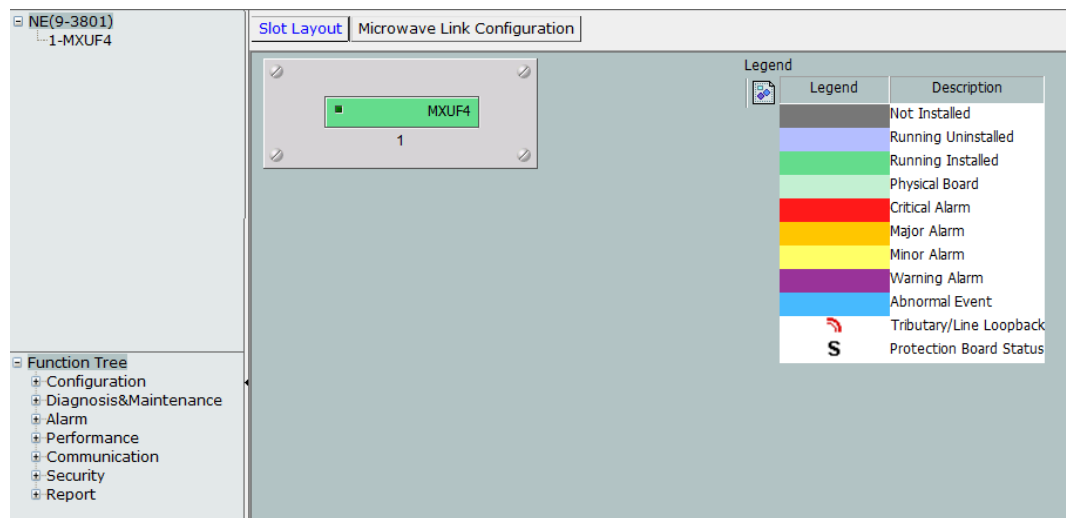 NE(9-3801)
1-MXUF4
Slot Layout
Microwave Link Configuration
MXUF4
1
Legend
Legend
Description
Not Installed
Running Uninstalled
Running Installed
Physical Board
Critical Alarm
Major Alarm
Minor Alarm
Warning Alarm
Abnormal Event
Tributary/Line Loopback
S Protection Board Status
Function Tree
Configuration
Diagnosis&Maintenance
Alarm
Performance
Communication
Security
Report